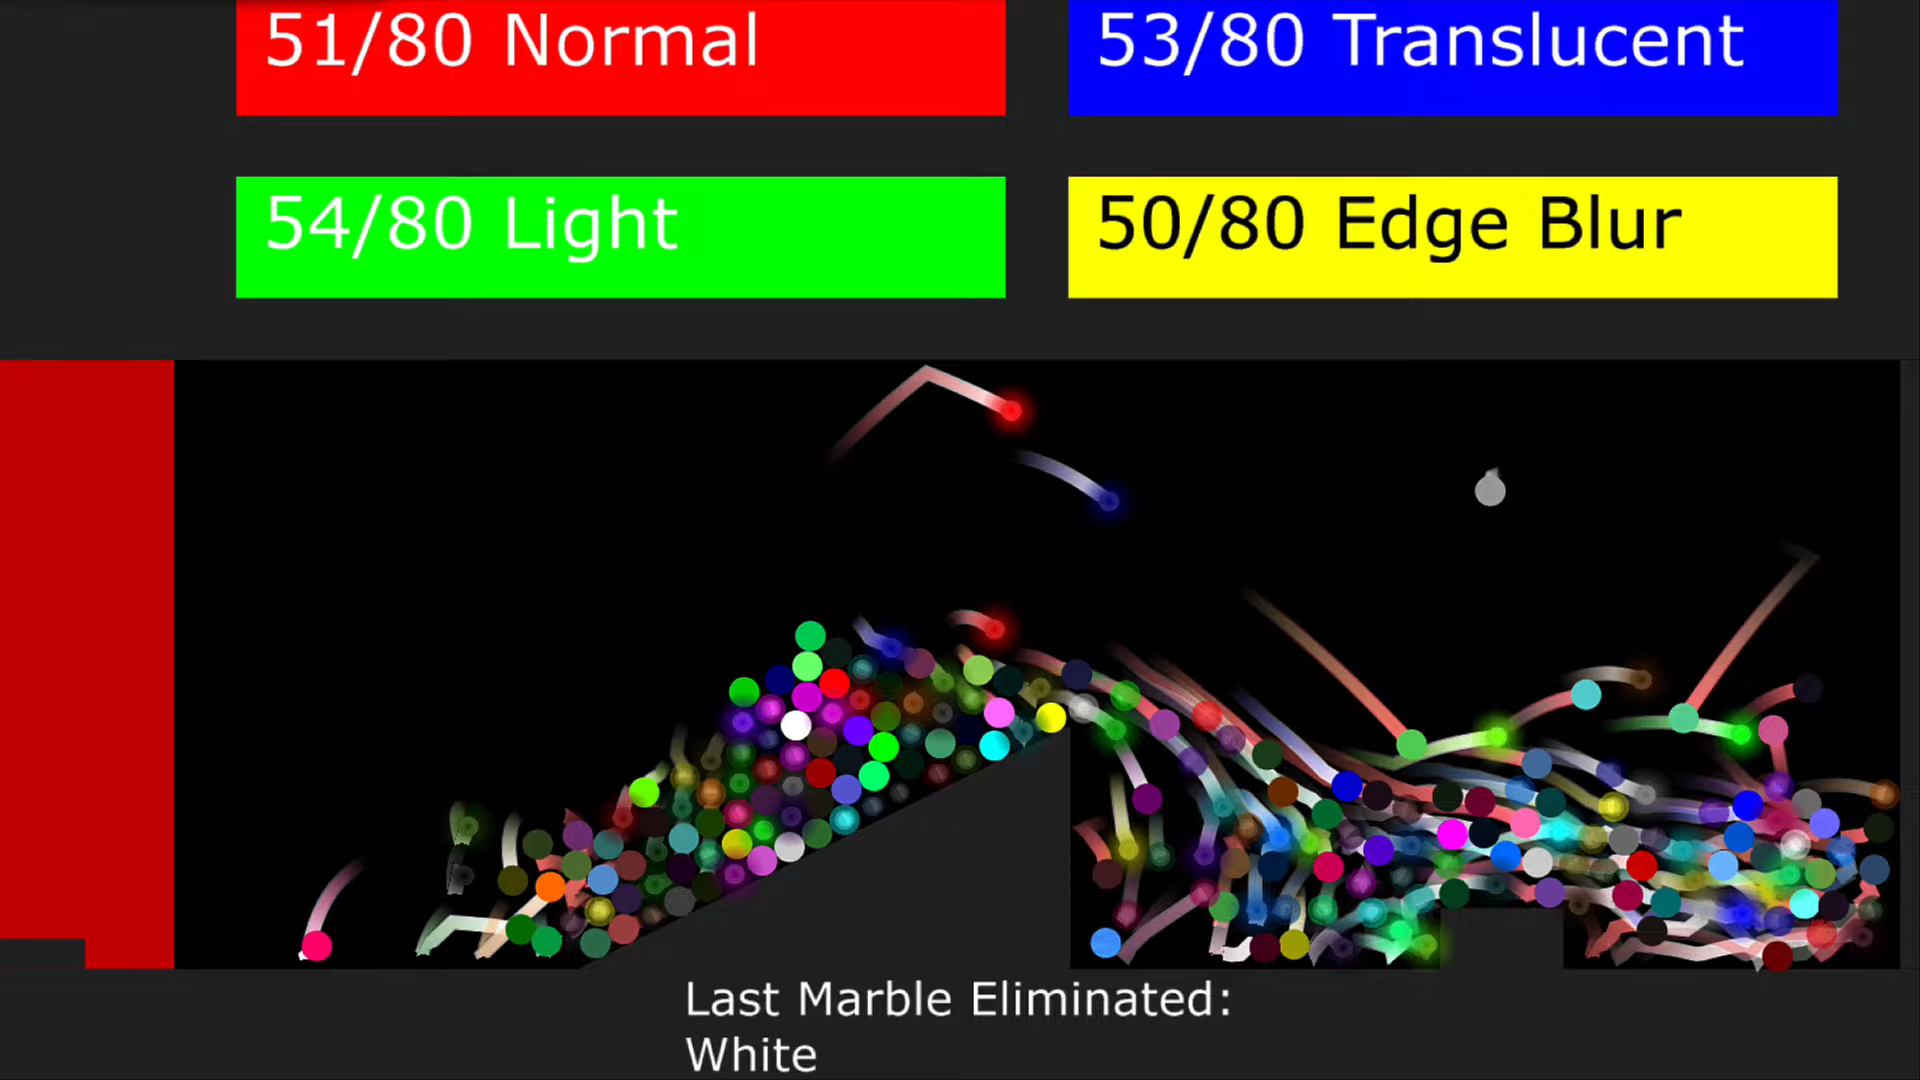 51/80 Normal
53/80 Translucent
54/80 Light
50/80 Edge Blur
Last Marble Eliminated:
White